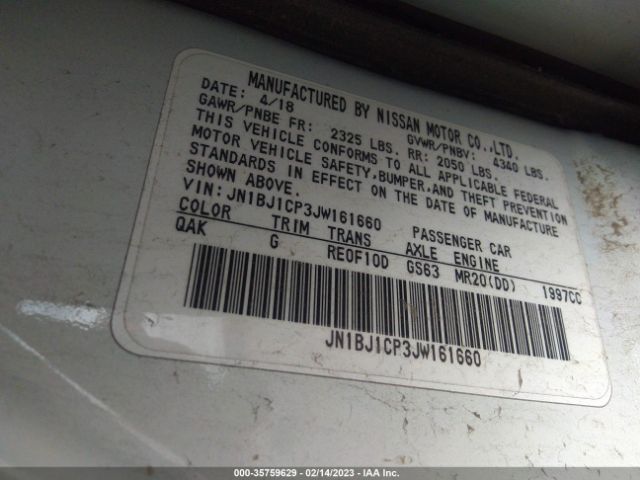 MANUFACTURED BY NISSAN MOTOR CO.,LTD.
DATE: 4/18 GVWR/PNBV: 4340 LBS.
GAWR/PNBE FR: 2325 LBS. RR: 2050 LBS.
THIS VEHICLE CONFORMS TO ALL APPLICABLE FEDERAL
MOTOR VEHICLE SAFETY,BUMPER,AND THEFT PREVENTION
STANDARDS IN EFFECT ON THE DATE OF MANUFACTURE
SHOWN ABOVE.
VIN: JN1BJ1CP3JW161660 PASSENGER CAR
COLOR TRIM TRANS AXLE ENGINE
QAK G RE0F10D GS63 MR20(DD) 1997CC
JN1BJ1CP3JW161660
000-35759629 - 02/14/2023 - IAA Inc.